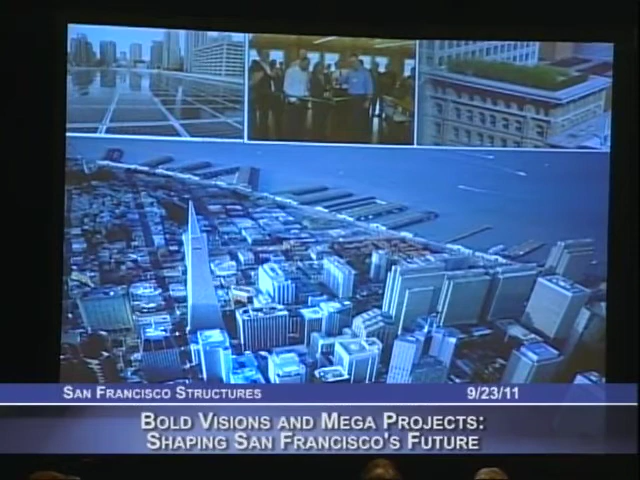 San Francisco Structures 9/23/11
Bold Visions and Mega Projects:
Shaping San Francisco's Future